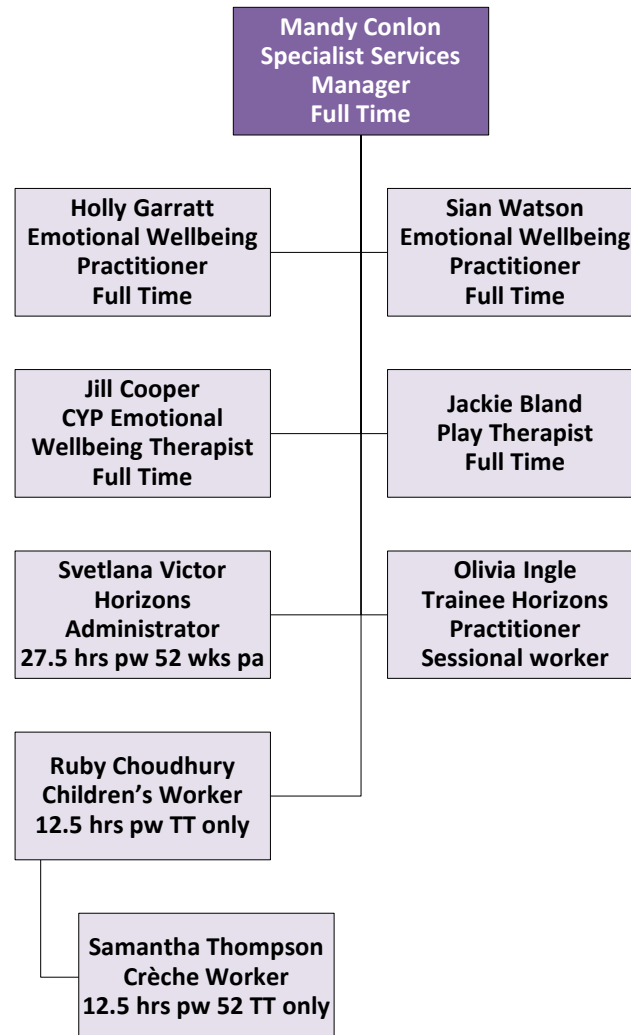 Mandy Conlon
Specialist Services
Manager
Full Time
Holly Garratt
Emotional Wellbeing
Practitioner
Full Time
Sian Watson
Emotional Wellbeing
Practitioner
Full Time
Jill Cooper
CYP Emotional
Wellbeing Therapist
Full Time
Jackie Bland
Play Therapist
Full Time
Svetlana Victor
Horizons
Administrator
27.5 hrs pw 52 wks pa
Olivia Ingle
Trainee Horizons
Practitioner
Sessional worker
Ruby Choudhury
Children’s Worker
12.5 hrs pw TT only
Samantha Thompson
Crèche Worker
12.5 hrs pw 52 TT only